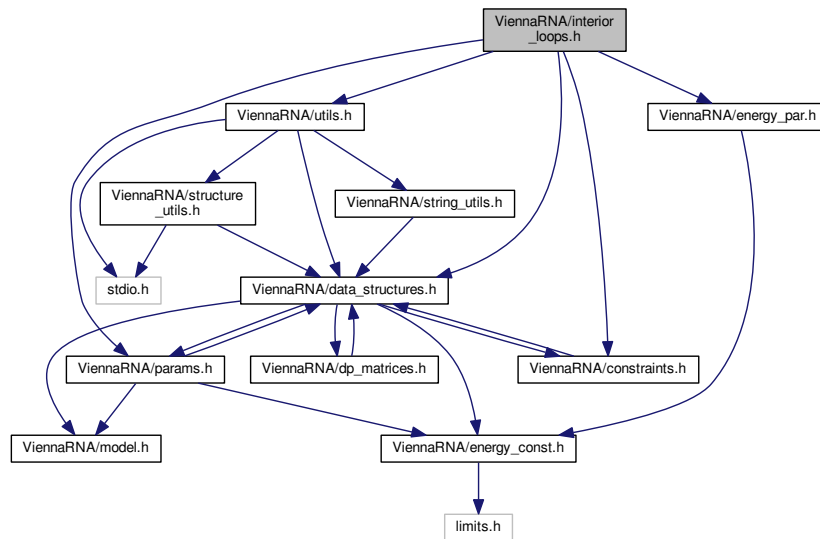 ViennaRNA/interior
_loops.h
ViennaRNA/utils.h
ViennaRNA/energy_par.h
ViennaRNA/structure
_utils.h
ViennaRNA/string_utils.h
stdio.h
ViennaRNA/data_structures.h
ViennaRNA/params.h
ViennaRNA/dp_matrices.h
ViennaRNA/constraints.h
ViennaRNA/model.h
ViennaRNA/energy_const.h
limits.h